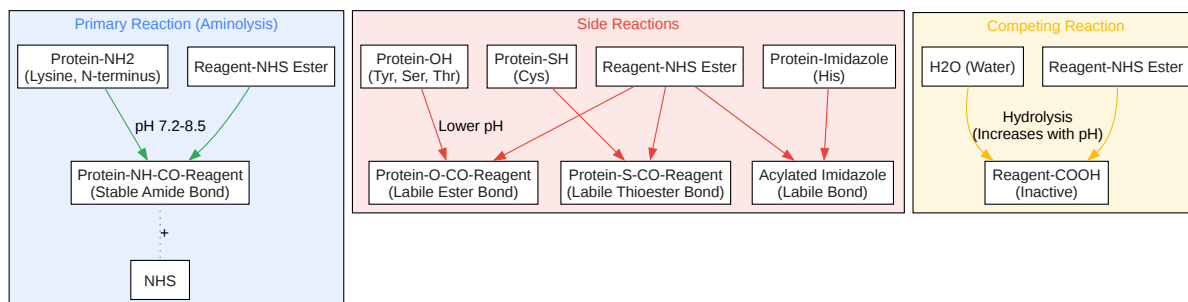 Primary Reaction (Aminolysis)
Protein-NH2
(Lysine, N-terminus)
Reagent-NHS Ester
pH 7.2-8.5
Protein-NH-CO-Reagent
(Stable Amide Bond)
+
NHS
Side Reactions
Protein-OH
(Tyr, Ser, Thr)
Protein-SH
(Cys)
Reagent-NHS Ester
Protein-Imidazole
(His)
Lower pH
Protein-O-CO-Reagent
(Labile Ester Bond)
Protein-S-CO-Reagent
(Labile Thioester Bond)
Acylated Imidazole
(Labile Bond)
Competing Reaction
H2O (Water)
Reagent-NHS Ester
Hydrolysis
(Increases with pH)
Reagent-COOH
(Inactive)